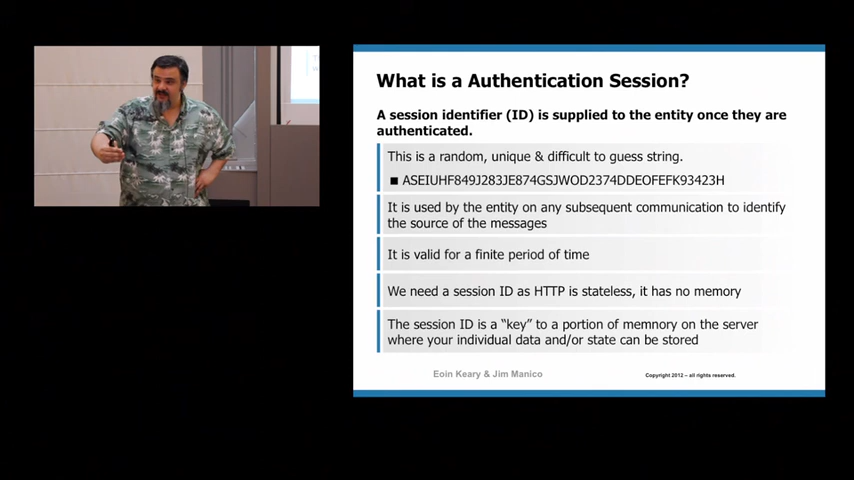 What is a Authentication Session?
A session identifier (ID) is supplied to the entity once they are
authenticated.
This is a random, unique & difficult to guess string.
■ ASEIUHF849J283JE874GSJWOD2374DDEOFEFK93423H
It is used by the entity on any subsequent communication to identify
the source of the messages
It is valid for a finite period of time
We need a session ID as HTTP is stateless, it has no memory
The session ID is a “key” to a portion of memnory on the server
where your individual data and/or state can be stored
Eoin Keary & Jim Manico
Copyright 2012 – all rights reserved.